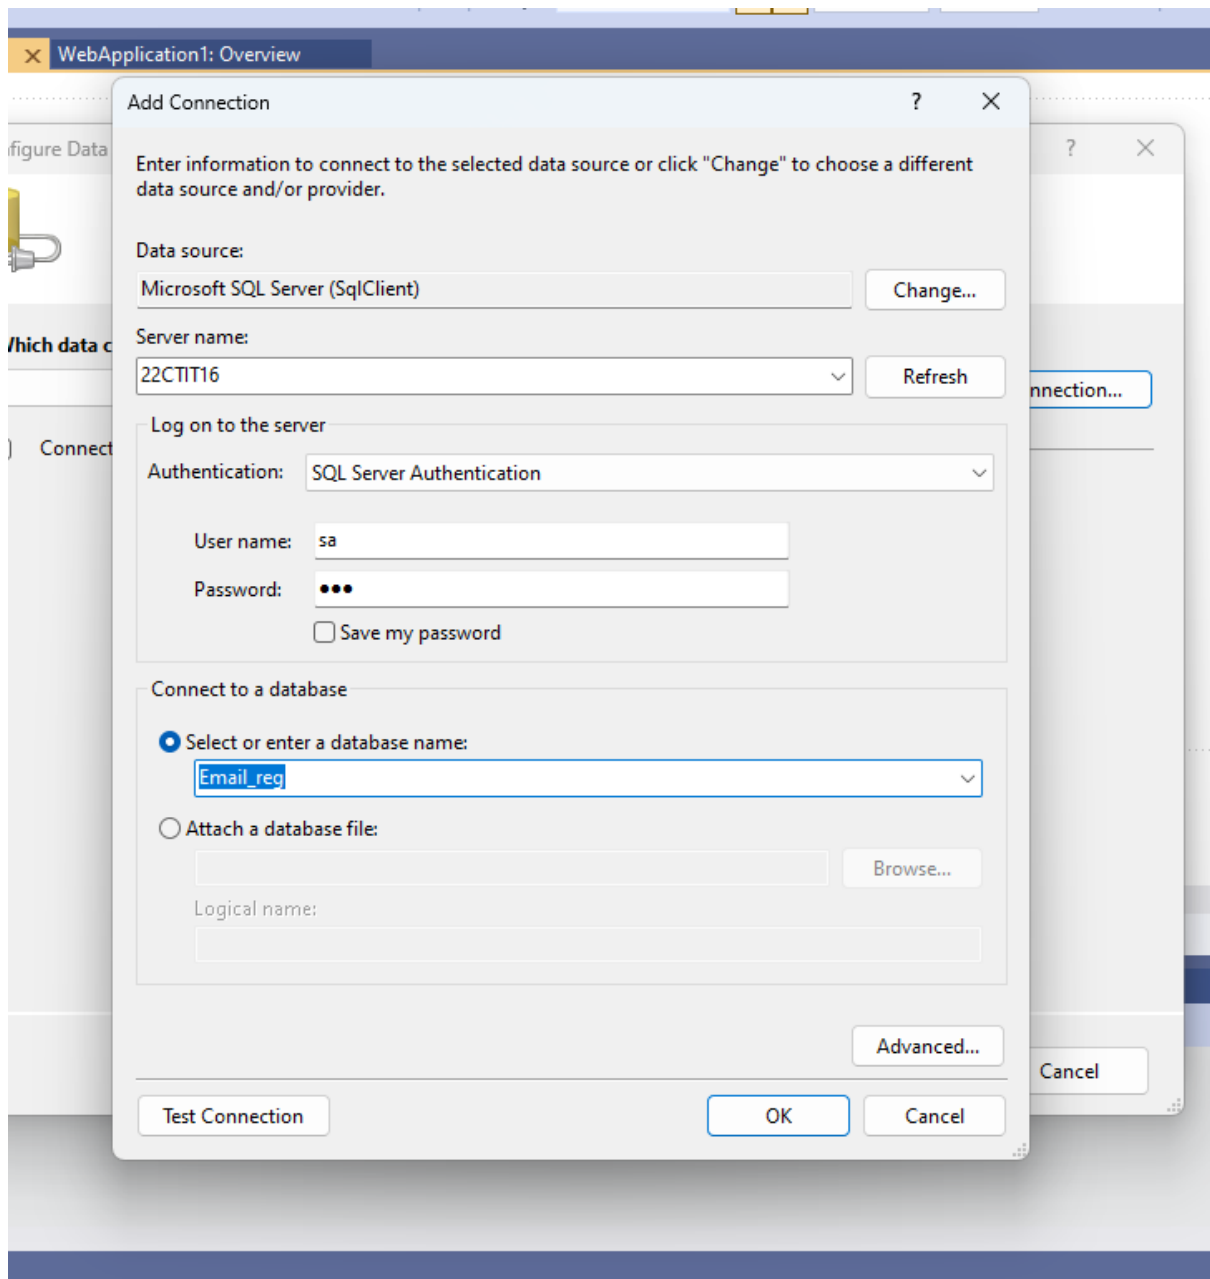 WebApplication1: Overview
Add Connection
?
figure Data
?
Enter information to connect to the selected data source or click "Change" to choose a different
data source and/or provider.
Data source:
Microsoft SQL Server (SqlClient)
Change...
Server name:
Which data c
22CTIT16
Refresh
nnection...
Log on to the server
Connect
Authentication:
SQL Server Authentication
User name:
sa
Password:
●●●
Save my password
Connect to a database
Select or enter a database name:
Email_reg
Attach a database file:
Browse...
Logical name:
Advanced...
Cancel
Test Connection
OK
Cancel